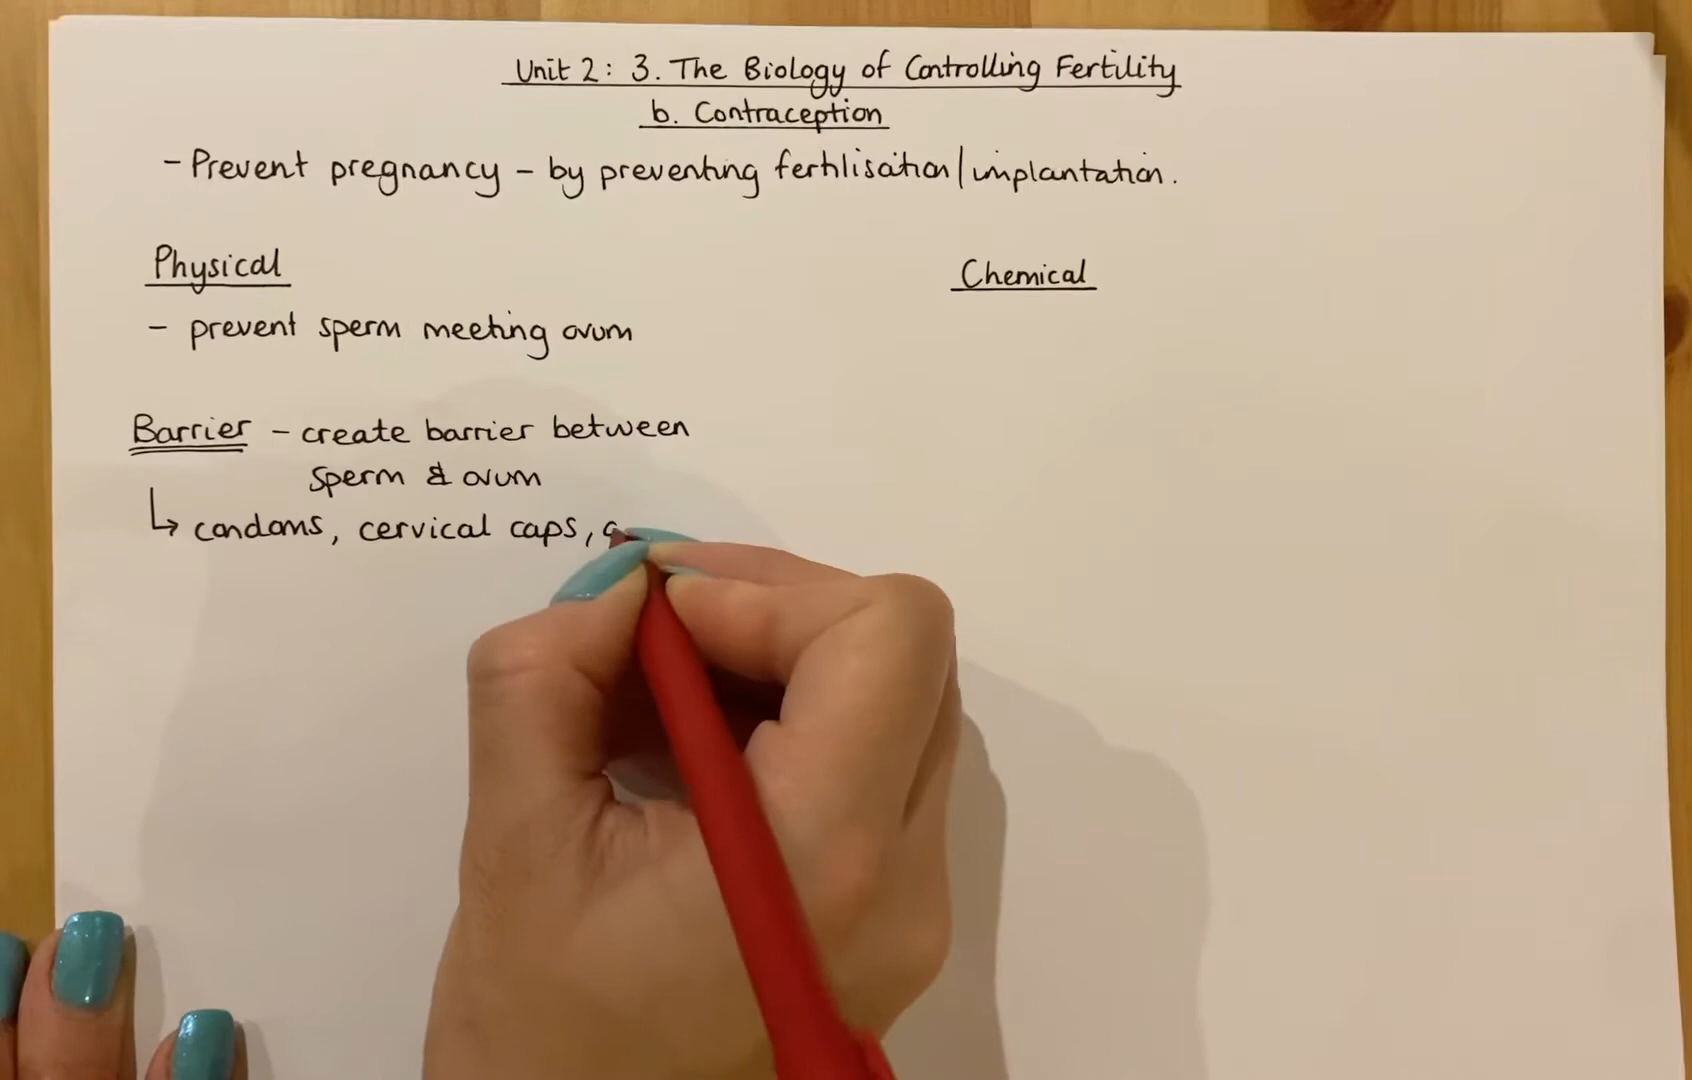 Unit 2: 3. The Biology of Controlling Fertility
b. Contraception
- Prevent pregnancy - by preventing fertilisation/implantation.
Physical
- prevent sperm meeting ovum
Barrier - create barrier between
sperm & ovum
↳ condoms, cervical caps,
Chemical